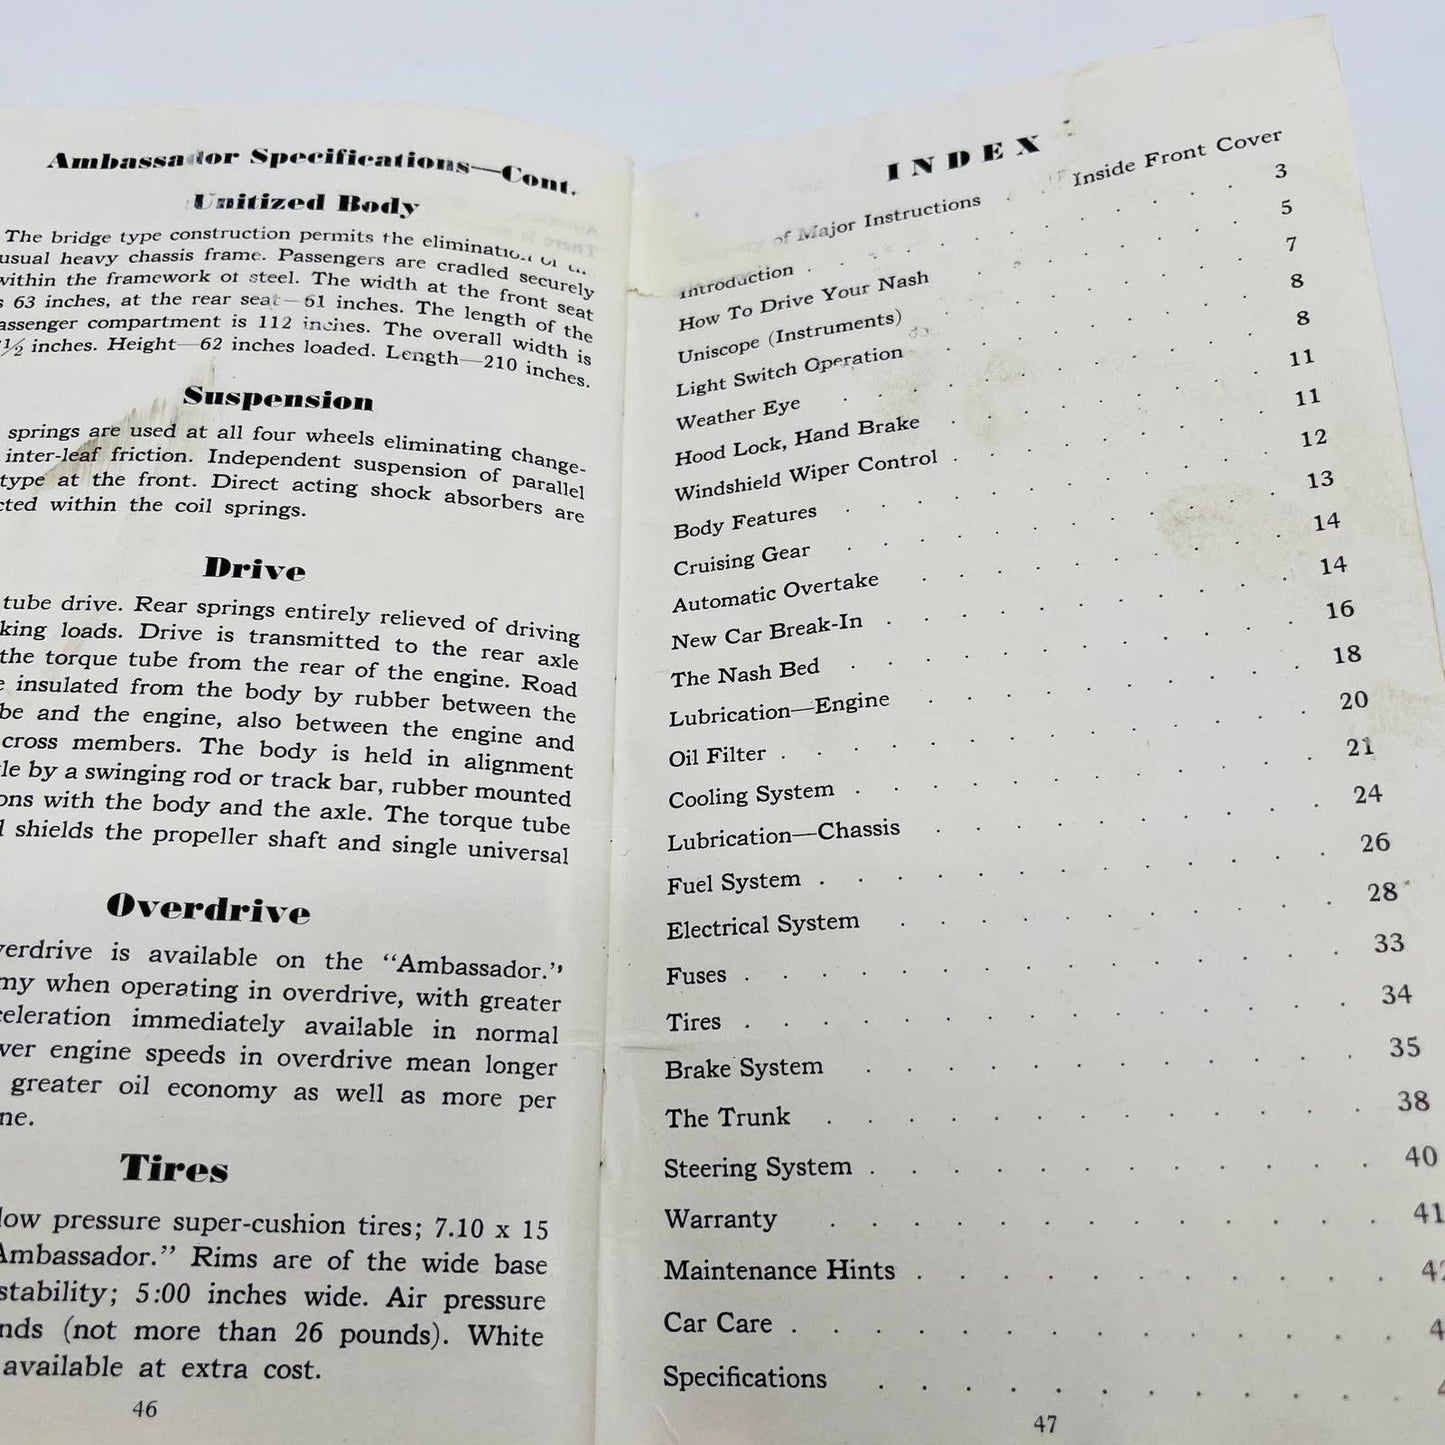 Ambassador Specifications—Cont.
Unitized Body
The bridge type construction permits the elimination of
usual heavy chassis frame. Passengers are cradled securely
within the framework of steel. The width at the front seat
63 inches, at the rear seat—61 inches. The length of the
passenger compartment is 112 inches. The overall width is
½ inches. Height—62 inches loaded. Length—210 inches.
Suspension
springs are used at all four wheels eliminating change-
inter-leaf friction. Independent suspension of parallel
type at the front. Direct acting shock absorbers are
cted within the coil springs.
Drive
tube drive. Rear springs entirely relieved of driving
king loads. Drive is transmitted to the rear axle
the torque tube from the rear of the engine. Road
e insulated from the body by rubber between the
be and the engine, also between the engine and
cross members. The body is held in alignment
le by a swinging rod or track bar, rubber mounted
ons with the body and the axle. The torque tube
shields the propeller shaft and single universal
Overdrive
verdrive is available on the "Ambassador."
my when operating in overdrive, with greater
celeration immediately available in normal
wer engine speeds in overdrive mean longer
greater oil economy as well as more per
ne.
Tires
low pressure super-cushion tires; 7.10 x 15
Ambassador." Rims are of the wide base
stability; 5:00 inches wide. Air pressure
nds (not more than 26 pounds). White
available at extra cost.
46
INDEX
of Major Instructions . Inside Front Cover
Introduction . . . . . . . . . . 3
How To Drive Your Nash . . . . . . . 5
Uniscope (Instruments) . . . . . . . 7
Light Switch Operation . . . . . . . 8
Weather Eye . . . . . . . . . . 8
Hood Lock, Hand Brake . . . . . . . 11
Windshield Wiper Control . . . . . . . 11
Body Features . . . . . . . . . . 12
Cruising Gear . . . . . . . . . . 13
Automatic Overtake . . . . . . . . 14
New Car Break-In . . . . . . . . . 14
The Nash Bed . . . . . . . . . . 16
Lubrication—Engine . . . . . . . . 18
Oil Filter . . . . . . . . . . . 20
Cooling System . . . . . . . . . . 21
Lubrication—Chassis . . . . . . . . 24
Fuel System . . . . . . . . . . 26
Electrical System . . . . . . . . . 28
Fuses . . . . . . . . . . . . 33
Tires . . . . . . . . . . . . 34
Brake System . . . . . . . . . . 35
The Trunk . . . . . . . . . . . 38
Steering System . . . . . . . . . . 40
Warranty . . . . . . . . . . . 41
Maintenance Hints . . . . . . . . . 42
Car Care . . . . . . . . . . . . 4
Specifications . . . . . . . . . . 4
47